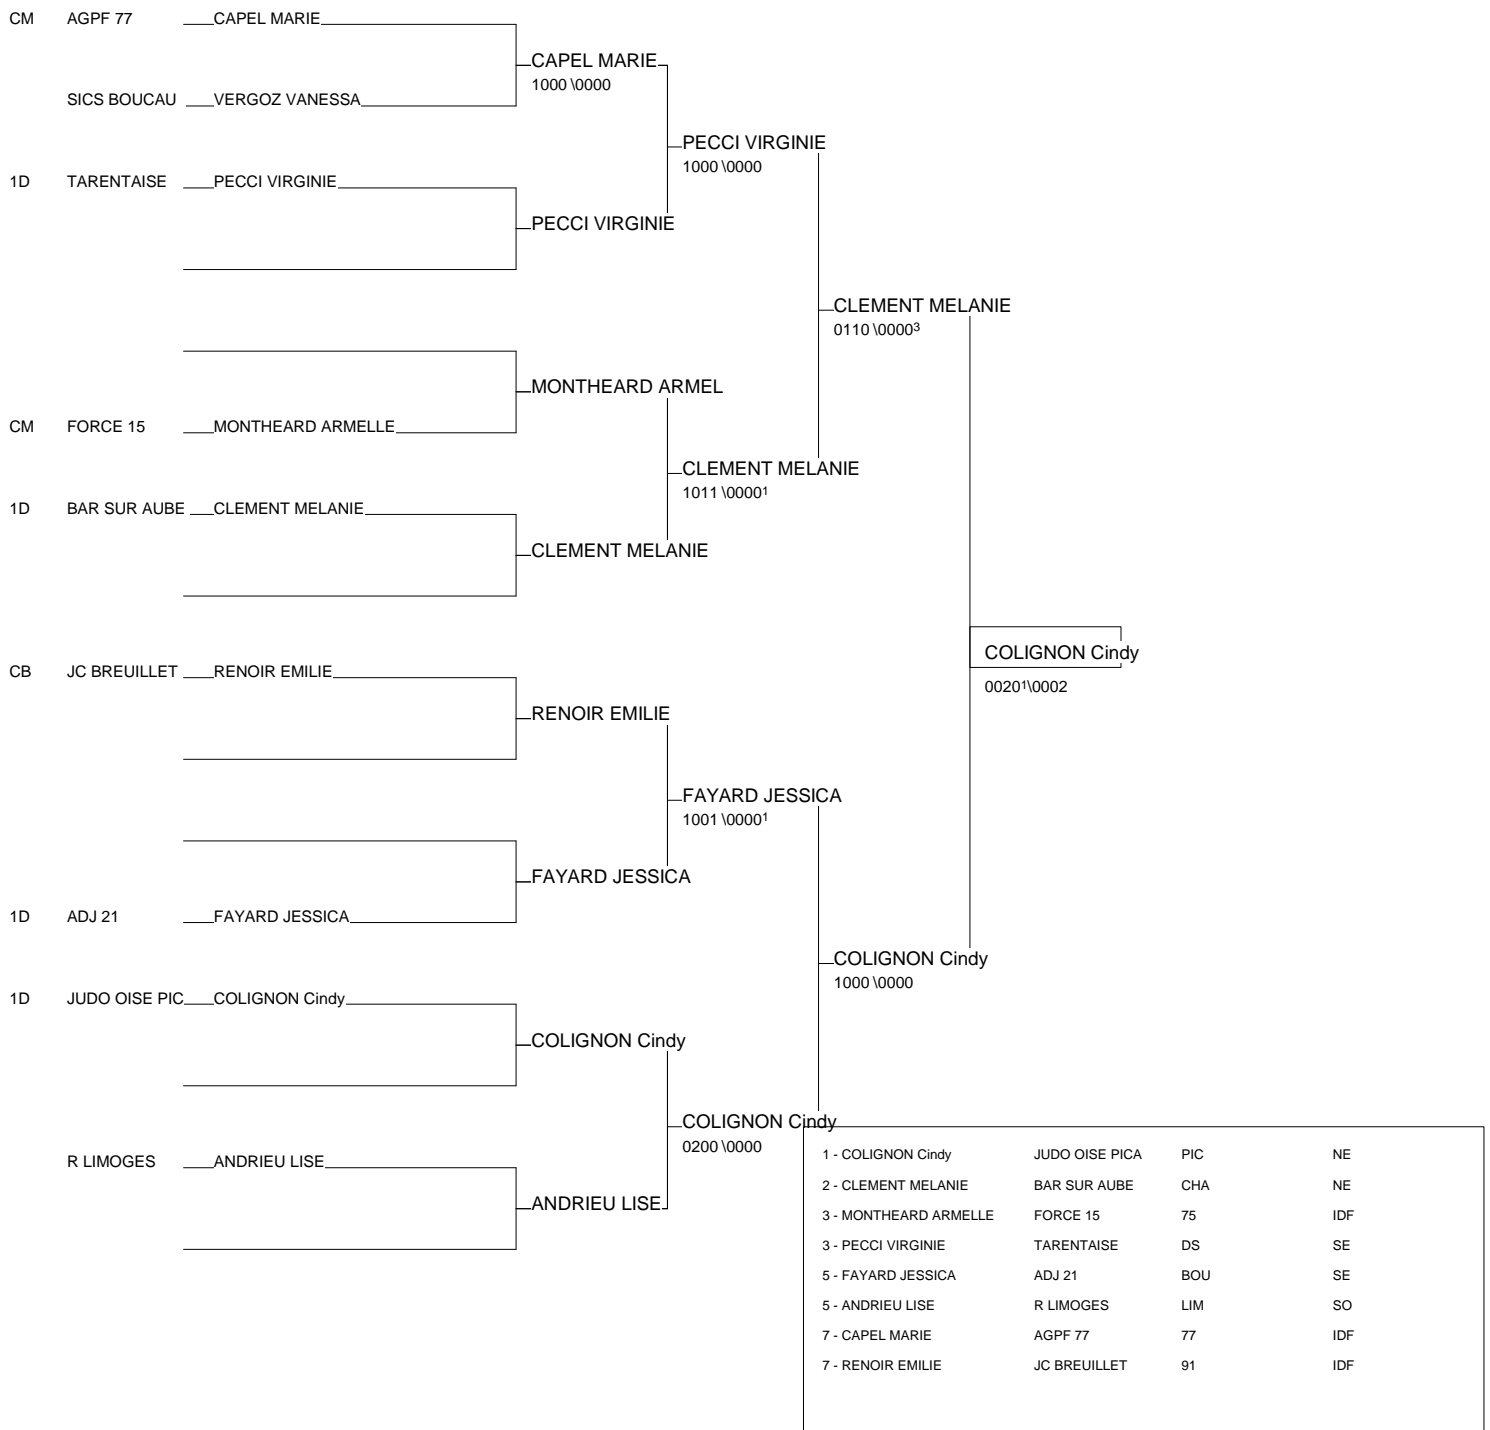 CM AGPF 77 CAPEL MARIE
CAPEL MARIE
1000 \0000
SICS BOUCAU VERGOZ VANESSA
PECCI VIRGINIE
1000 \0000
1D TARENTAISE PECCI VIRGINIE
PECCI VIRGINIE
CLEMENT MELANIE
0110 \0000³
MONTHEARD ARMEL
CM FORCE 15 MONTHEARD ARMELLE
CLEMENT MELANIE
1011 \0000¹
1D BAR SUR AUBE CLEMENT MELANIE
CLEMENT MELANIE
COLIGNON Cindy
0020¹\0002
CB JC BREUILLET RENOIR EMILIE
RENOIR EMILIE
FAYARD JESSICA
1001 \0000¹
FAYARD JESSICA
1D ADJ 21 FAYARD JESSICA
COLIGNON Cindy
1000 \0000
1D JUDO OISE PIC COLIGNON Cindy
COLIGNON Cindy
COLIGNON Cindy
0200 \0000
R LIMOGES ANDRIEU LISE
ANDRIEU LISE
1 - COLIGNON Cindy JUDO OISE PICA PIC NE
2 - CLEMENT MELANIE BAR SUR AUBE CHA NE
3 - MONTHEARD ARMELLE FORCE 15 75 IDF
3 - PECCI VIRGINIE TARENTAISE DS SE
5 - FAYARD JESSICA ADJ 21 BOU SE
5 - ANDRIEU LISE R LIMOGES LIM SO
7 - CAPEL MARIE AGPF 77 77 IDF
7 - RENOIR EMILIE JC BREUILLET 91 IDF